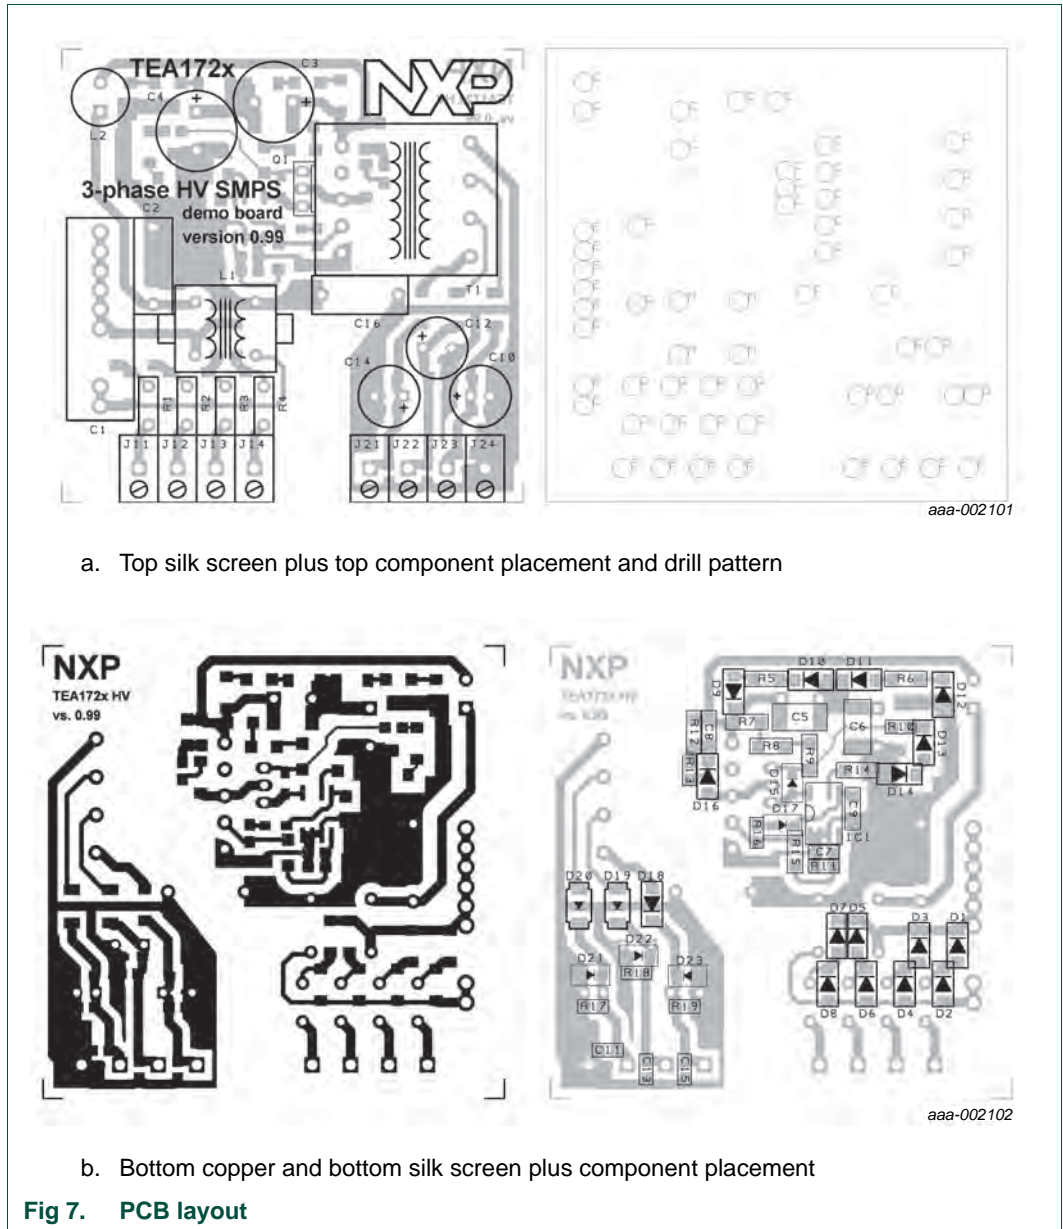 TEA172x
C3
NXP
C4
L2
Q1
3-phase HV SMPS
C2
demo board
version 0.99
L1
T1
C16
C12
C14
C10
R1
R2
R3
R4
C1
J11
J12
J13
J14
J21
J22
J23
J24
aaa-002101
a. Top silk screen plus top component placement and drill pattern
NXP
TEA172x HV
vs. 0.99
NXP
TEA172x HV
vs. 0.99
D10
D11
D9
R5
R6
D12
C8
R12
R7
C5
C6
R10
R8
R9
D13
R13
D15
R14
D14
D16
D17
C9
R16
R15
C7
IC1
R11
D20
D19
D18
D7
D5
D3
D1
D22
D21
R18
D23
R17
R19
D8
D6
D4
D2
C11
C13
C15
aaa-002102
b. Bottom copper and bottom silk screen plus component placement
Fig 7. PCB layout